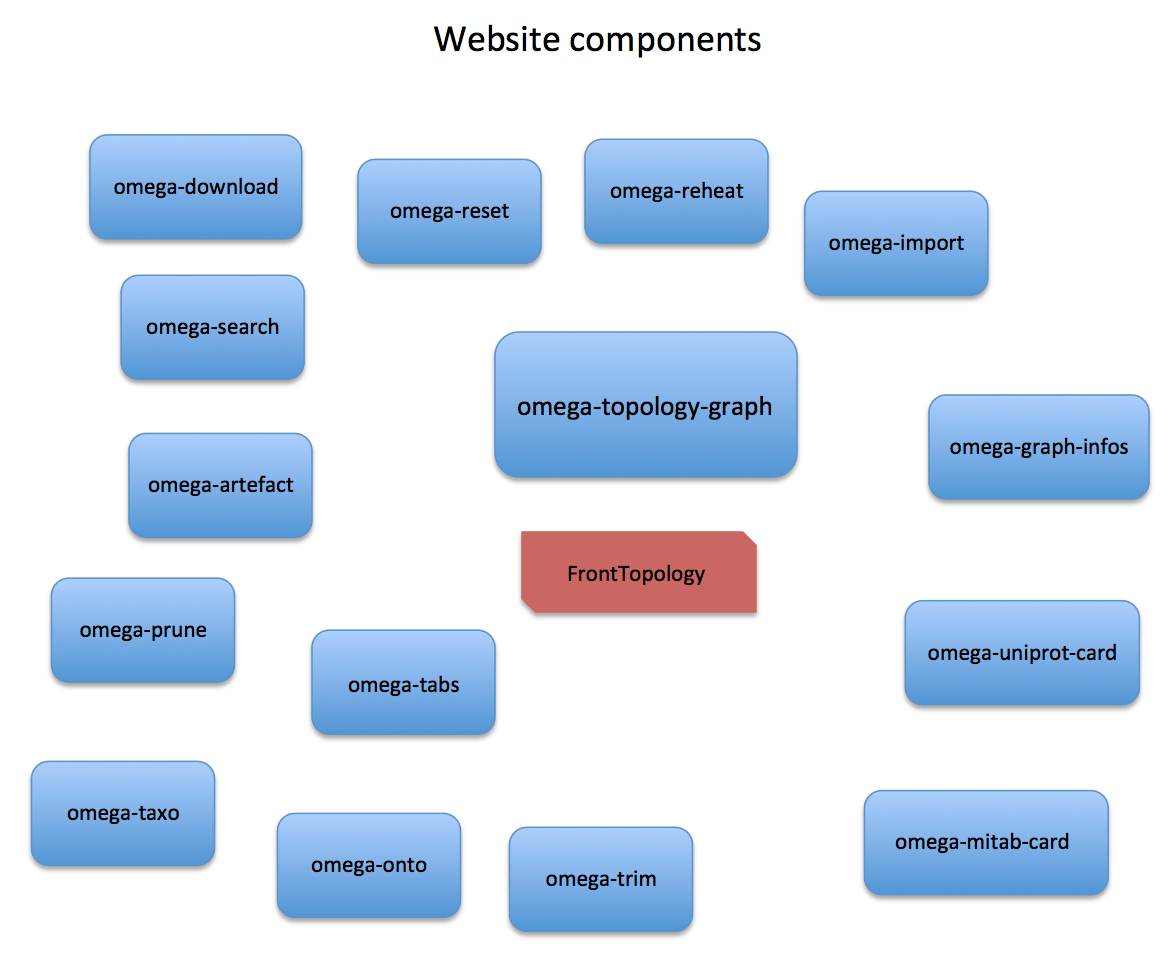 Website components
omega-download
omega-reset
omega-reheat
omega-import
omega-search
omega-topology-graph
omega-graph-infos
omega-artefact
FrontTopology
omega-prune
omega-tabs
omega-uniprot-card
omega-taxo
omega-onto
omega-trim
omega-mitab-card